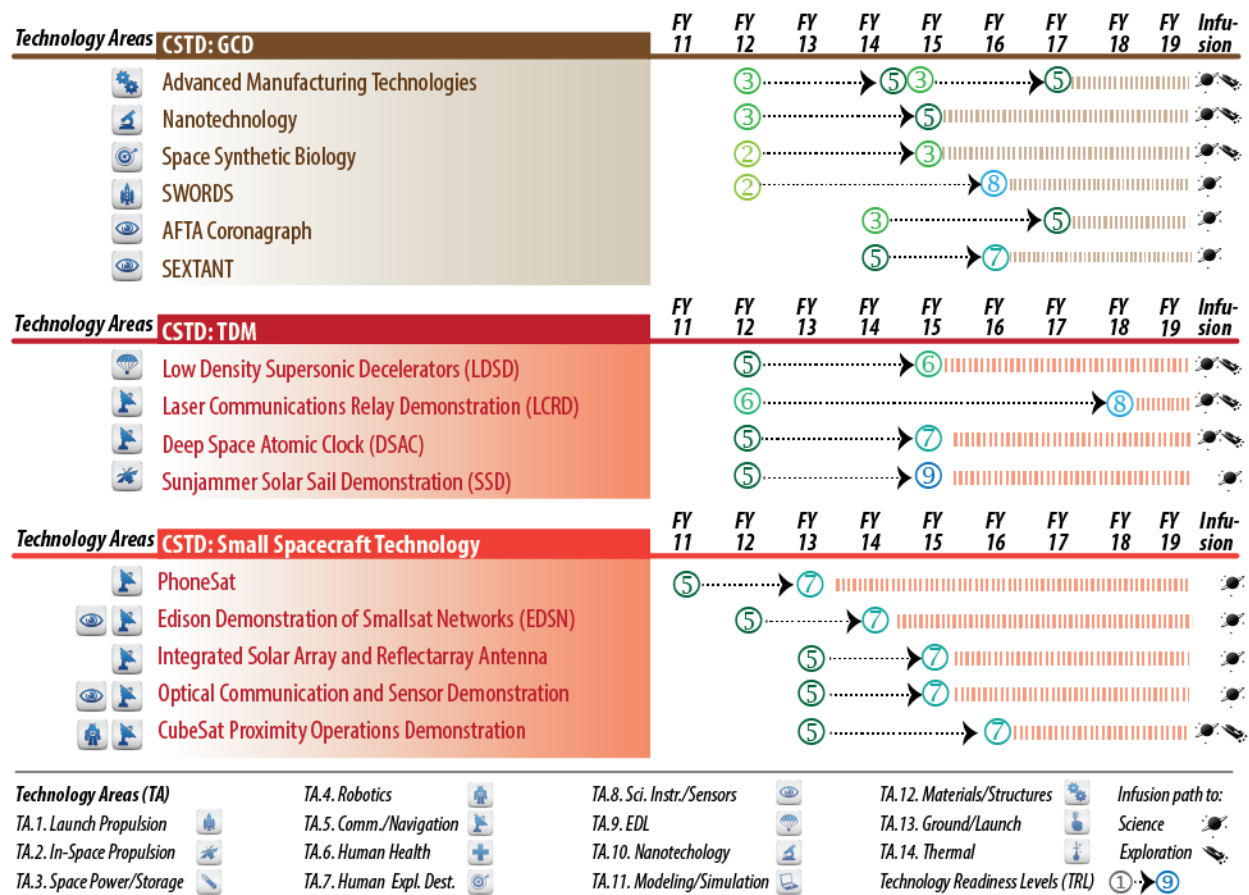 FY FY FY FY FY FY FY FY FY Infu-
Technology Areas CSTD: GCD 11 12 13 14 15 16 17 18 19 sion
Advanced Manufacturing Technologies 3 5 3 5
Nanotechnology 3 5
Space Synthetic Biology 2 3
SWORDS 2 8
AFTA Coronagraph 3 5
SEXTANT 5 7
FY FY FY FY FY FY FY FY FY Infu-
Technology Areas CSTD: TDM 11 12 13 14 15 16 17 18 19 sion
Low Density Supersonic Decelerators (LDSD) 5 6
Laser Communications Relay Demonstration (LCRD) 6 8
Deep Space Atomic Clock (DSAC) 5 7
Sunjammer Solar Sail Demonstration (SSD) 5 9
FY FY FY FY FY FY FY FY FY Infu-
Technology Areas CSTD: Small Spacecraft Technology 11 12 13 14 15 16 17 18 19 sion
PhoneSat 5 7
Edison Demonstration of Smallsat Networks (EDSN) 5 7
Integrated Solar Array and Reflectarray Antenna 5 7
Optical Communication and Sensor Demonstration 5 7
CubeSat Proximity Operations Demonstration 5 7
Technology Areas (TA) TA.4. Robotics TA.8. Sci. Instr./Sensors TA.12. Materials/Structures Infusion path to:
TA.1. Launch Propulsion TA.5. Comm./Navigation TA.9. EDL TA.13. Ground/Launch Science
TA.2. In-Space Propulsion TA.6. Human Health TA.10. Nanotechology TA.14. Thermal Exploration
TA.3. Space Power/Storage TA.7. Human Expl. Dest. TA.11. Modeling/Simulation Technology Readiness Levels (TRL) 1 9